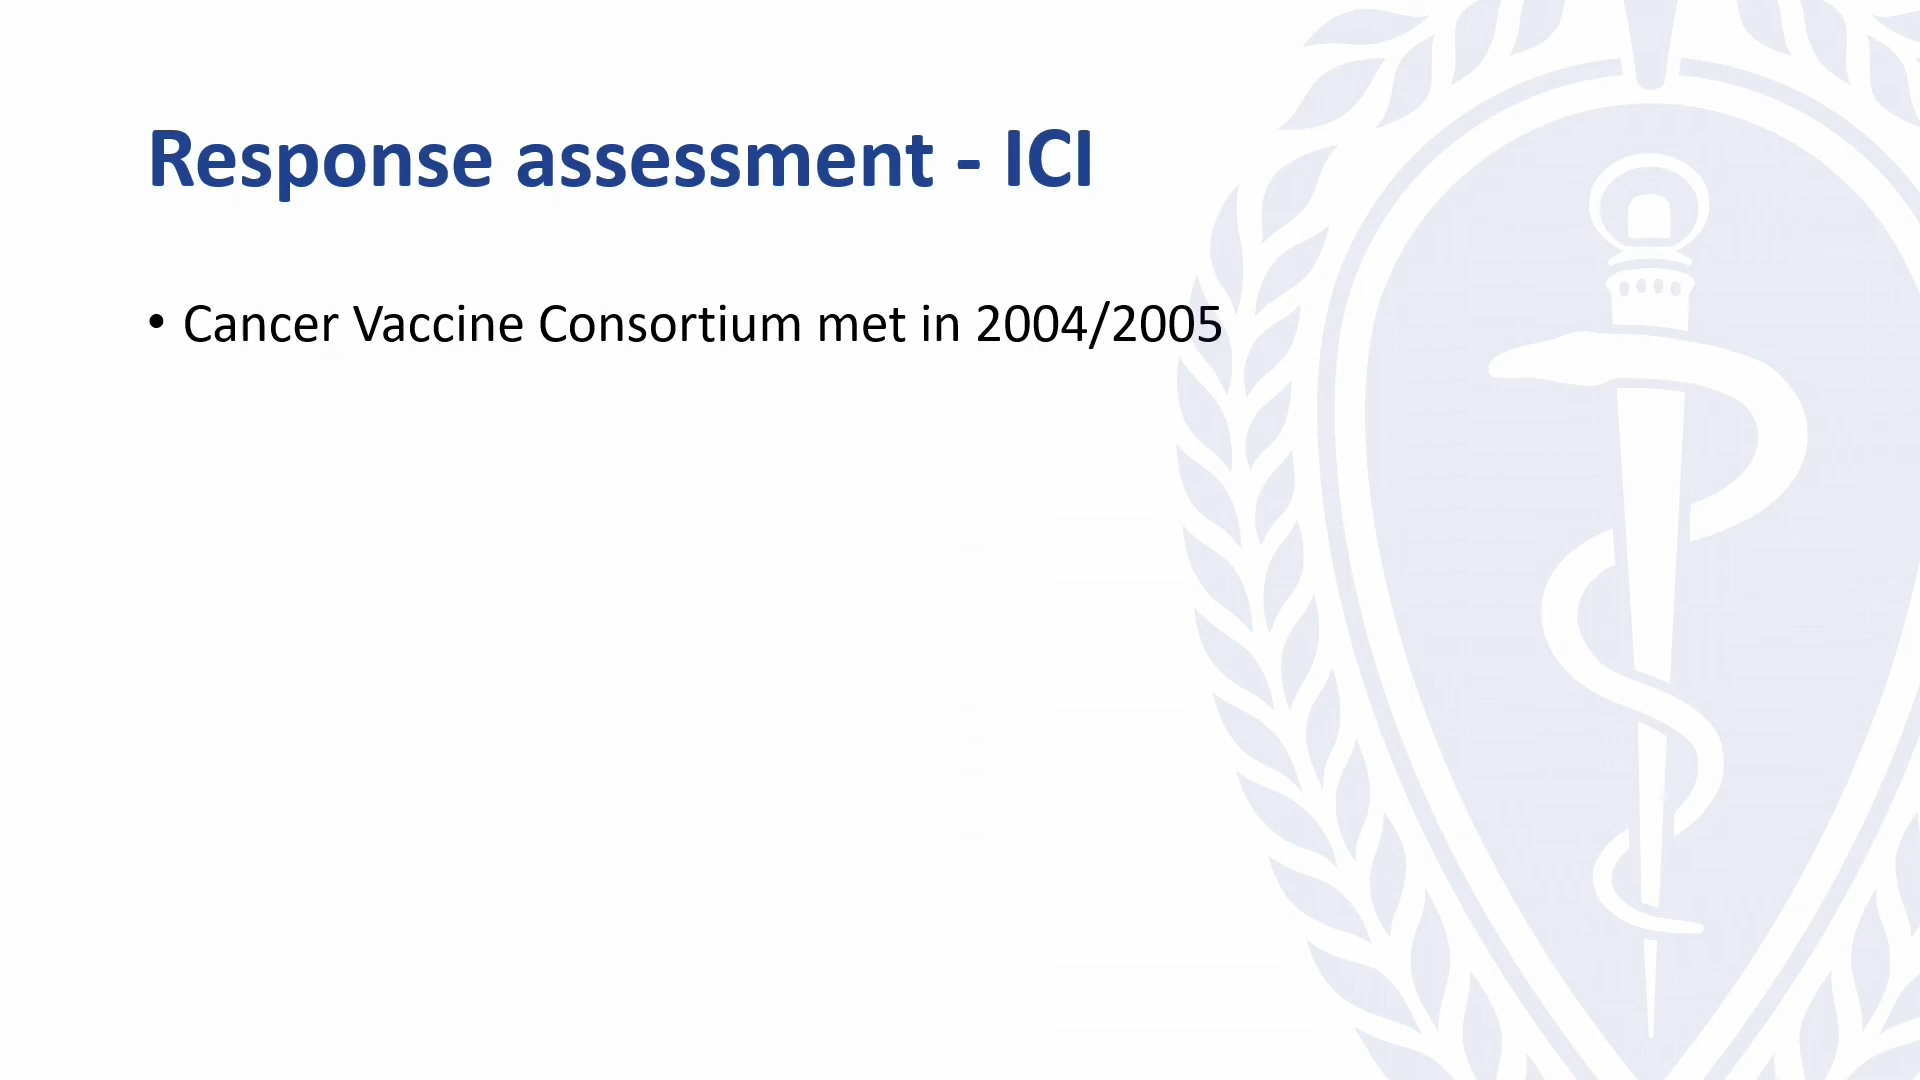 Response assessment - ICI
• Cancer Vaccine Consortium met in 2004/2005